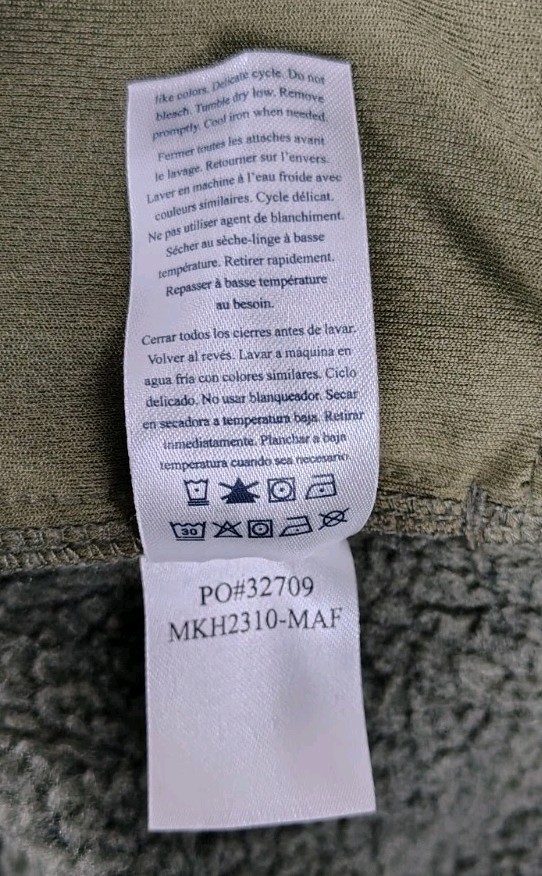 like colors. Delicate cycle. Do not
bleach. Tumble dry low. Remove
promptly. Cool iron when needed.
Fermer toutes les attaches avant
le lavage. Retourner sur l'envers.
Laver en machine à l'eau froide avec
couleurs similaires. Cycle délicat.
Ne pas utiliser agent de blanchiment.
Sécher au sèche-linge à basse
température. Retirer rapidement.
Repasser à basse température
au besoin.
Cerrar todos los cierres antes de lavar.
Volver al revés. Lavar a máquina en
agua fría con colores similares. Ciclo
delicado. No usar blanqueador. Secar
en secadora a temperatura baja. Retirar
inmediatamente. Planchar a baja
temperatura cuando sea necesario
30
PO#32709
MKH2310-MAF